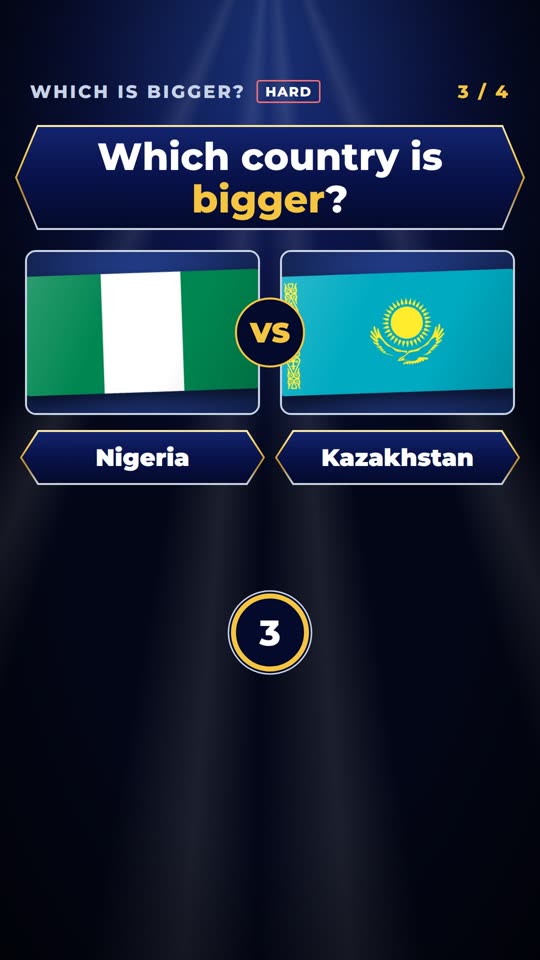 WHICH IS BIGGER? HARD 3 / 4
Which country is
bigger?
VS
Nigeria
Kazakhstan
3